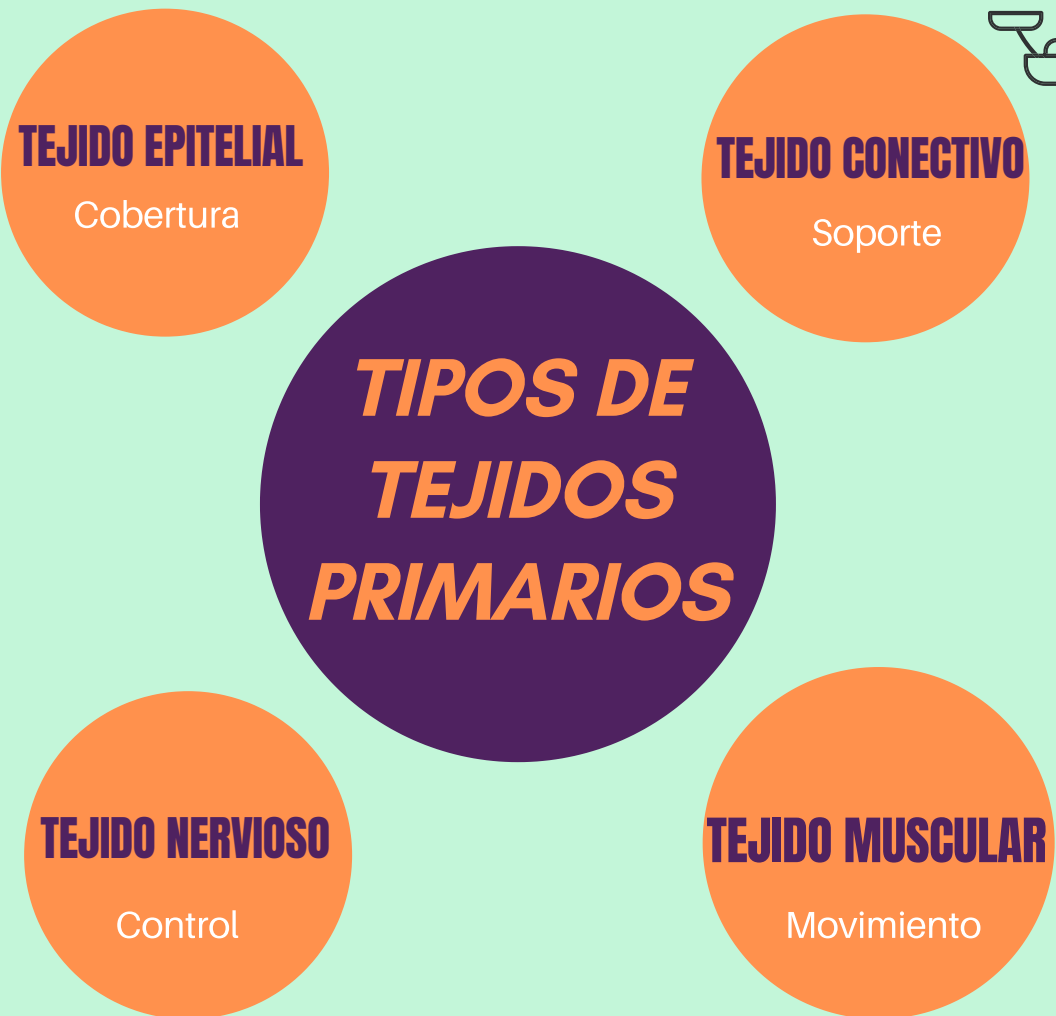 TEJIDO EPITELIAL
Cobertura
TEJIDO CONECTIVO
Soporte
TIPOS DE
TEJIDOS
PRIMARIOS
TEJIDO NERVIOSO
Control
TEJIDO MUSCULAR
Movimiento